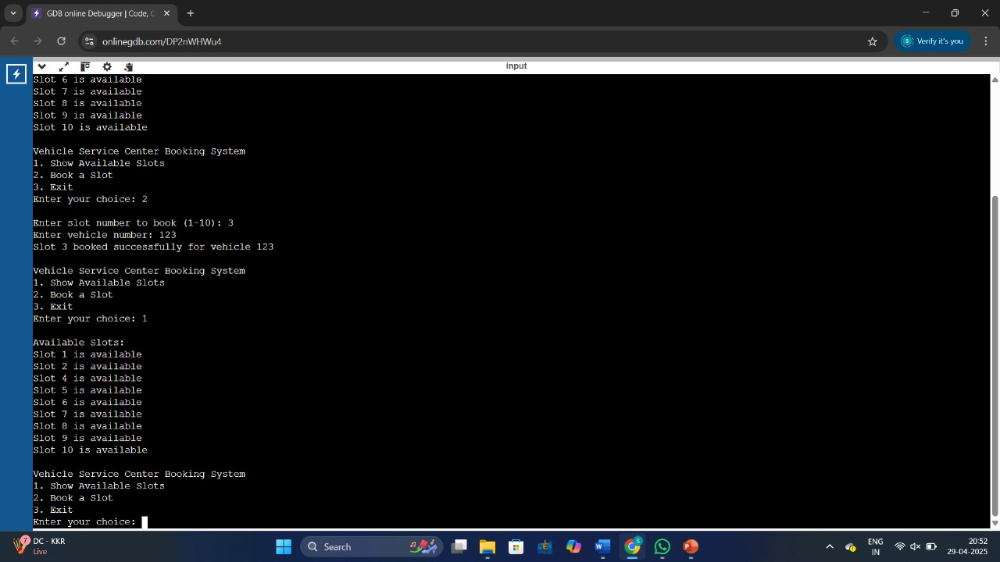 GDB online Debugger | Code, C
onlinegdb.com/DP2nWHWu4
Verify it's you
input
Slot 6 is available
Slot 7 is available
Slot 8 is available
Slot 9 is available
Slot 10 is available
Vehicle Service Center Booking System
1. Show Available Slots
2. Book a Slot
3. Exit
Enter your choice: 2
Enter slot number to book (1-10): 3
Enter vehicle number: 123
Slot 3 booked successfully for vehicle 123
Vehicle Service Center Booking System
1. Show Available Slots
2. Book a Slot
3. Exit
Enter your choice: 1
Available Slots:
Slot 1 is available
Slot 2 is available
Slot 4 is available
Slot 5 is available
Slot 6 is available
Slot 7 is available
Slot 8 is available
Slot 9 is available
Slot 10 is available
Vehicle Service Center Booking System
1. Show Available Slots
2. Book a Slot
3. Exit
Enter your choice:
7
DC - KKR
Live
Search
ENG
IN
20:52
29-04-2025